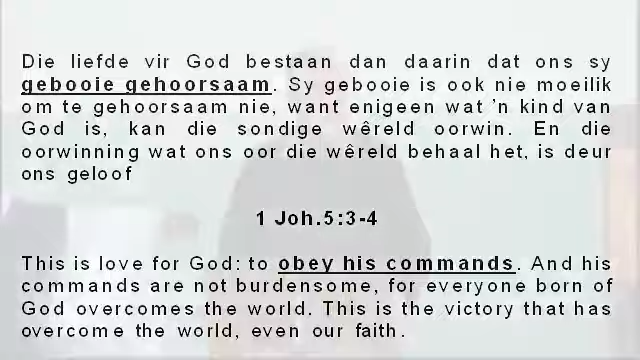 Die liefde vir God bestaan dan daarin dat ons sy
gebooie gehoorsaam. Sy gebooie is ook nie moeilik
om te gehoorsaam nie, want enigeen wat 'n kind van
God is, kan die sondige wêreld oorwin. En die
oorwinning wat ons oor die wêreld behaal het, is deur
ons geloof
1 Joh.5:3-4
This is love for God: to obey his commands. And his
commands are not burdensome, for everyone born of
God overcomes the world. This is the victory that has
overcome the world, even our faith.